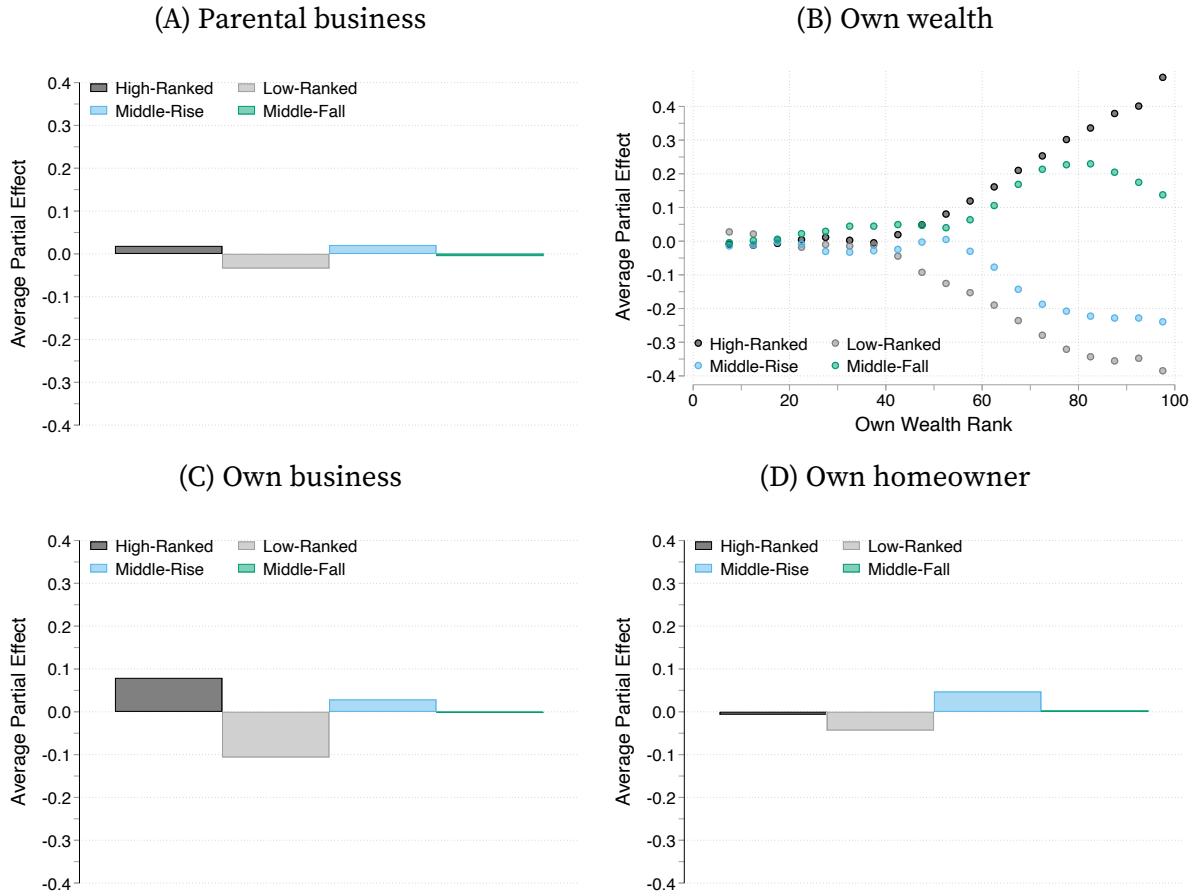 (A) Parental business
0.4
0.3
0.2
0.1
0.0
-0.1
-0.2
-0.3
-0.4
Average Partial Effect
High-Ranked Low-Ranked
Middle-Rise Middle-Fall
(B) Own wealth
0.4
0.3
0.2
0.1
0.0
-0.1
-0.2
-0.3
-0.4
Average Partial Effect
High-Ranked Low-Ranked
Middle-Rise Middle-Fall
0 20 40 60 80 100
Own Wealth Rank
(C) Own business
0.4
0.3
0.2
0.1
0.0
-0.1
-0.2
-0.3
-0.4
Average Partial Effect
High-Ranked Low-Ranked
Middle-Rise Middle-Fall
(D) Own homeowner
0.4
0.3
0.2
0.1
0.0
-0.1
-0.2
-0.3
-0.4
Average Partial Effect
High-Ranked Low-Ranked
Middle-Rise Middle-Fall